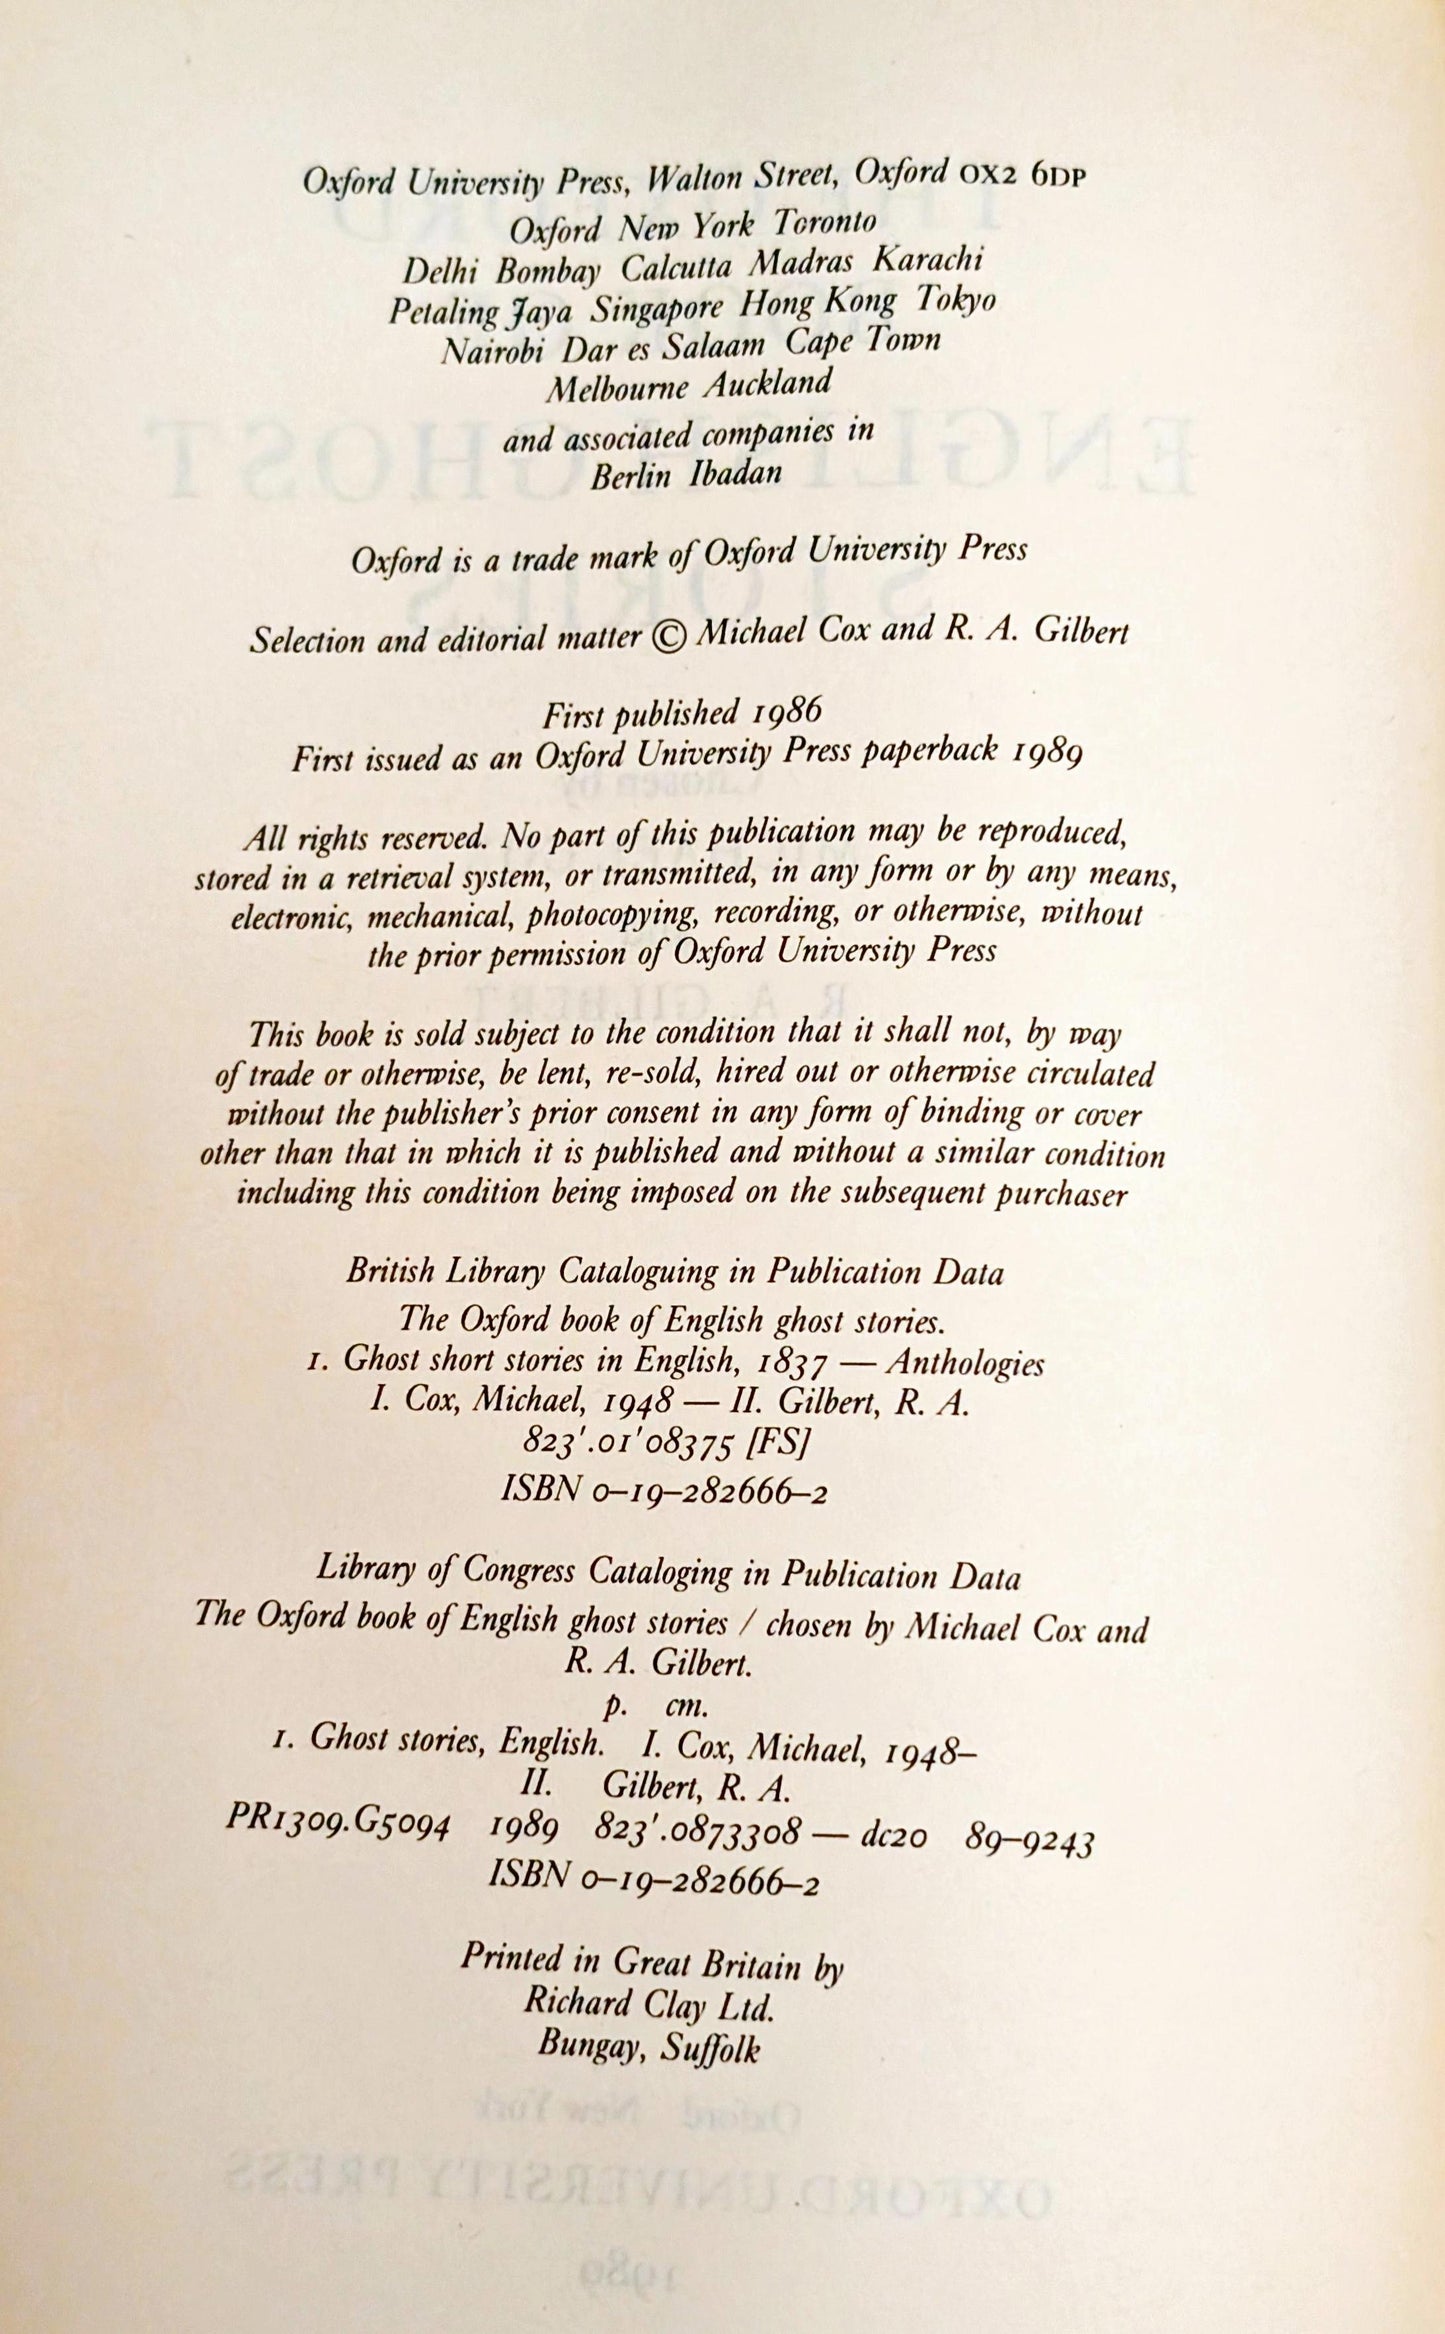 Oxford University Press, Walton Street, Oxford OX2 6DP
Oxford New York Toronto
Delhi Bombay Calcutta Madras Karachi
Petaling Jaya Singapore Hong Kong Tokyo
Nairobi Dar es Salaam Cape Town
Melbourne Auckland
and associated companies in
Berlin Ibadan
Oxford is a trade mark of Oxford University Press
Selection and editorial matter © Michael Cox and R. A. Gilbert
First published 1986
First issued as an Oxford University Press paperback 1989
All rights reserved. No part of this publication may be reproduced,
stored in a retrieval system, or transmitted, in any form or by any means,
electronic, mechanical, photocopying, recording, or otherwise, without
the prior permission of Oxford University Press
This book is sold subject to the condition that it shall not, by way
of trade or otherwise, be lent, re-sold, hired out or otherwise circulated
without the publisher's prior consent in any form of binding or cover
other than that in which it is published and without a similar condition
including this condition being imposed on the subsequent purchaser
British Library Cataloguing in Publication Data
The Oxford book of English ghost stories.
1. Ghost short stories in English, 1837 — Anthologies
I. Cox, Michael, 1948 — II. Gilbert, R. A.
823'.01'08375 [FS]
ISBN 0–19–282666–2
Library of Congress Cataloging in Publication Data
The Oxford book of English ghost stories / chosen by Michael Cox and
R. A. Gilbert.
p. cm.
1. Ghost stories, English. I. Cox, Michael, 1948–
II. Gilbert, R. A.
PR1309.G5094 1989 823'.0873308 — dc20 89–9243
ISBN 0–19–282666–2
Printed in Great Britain by
Richard Clay Ltd.
Bungay, Suffolk